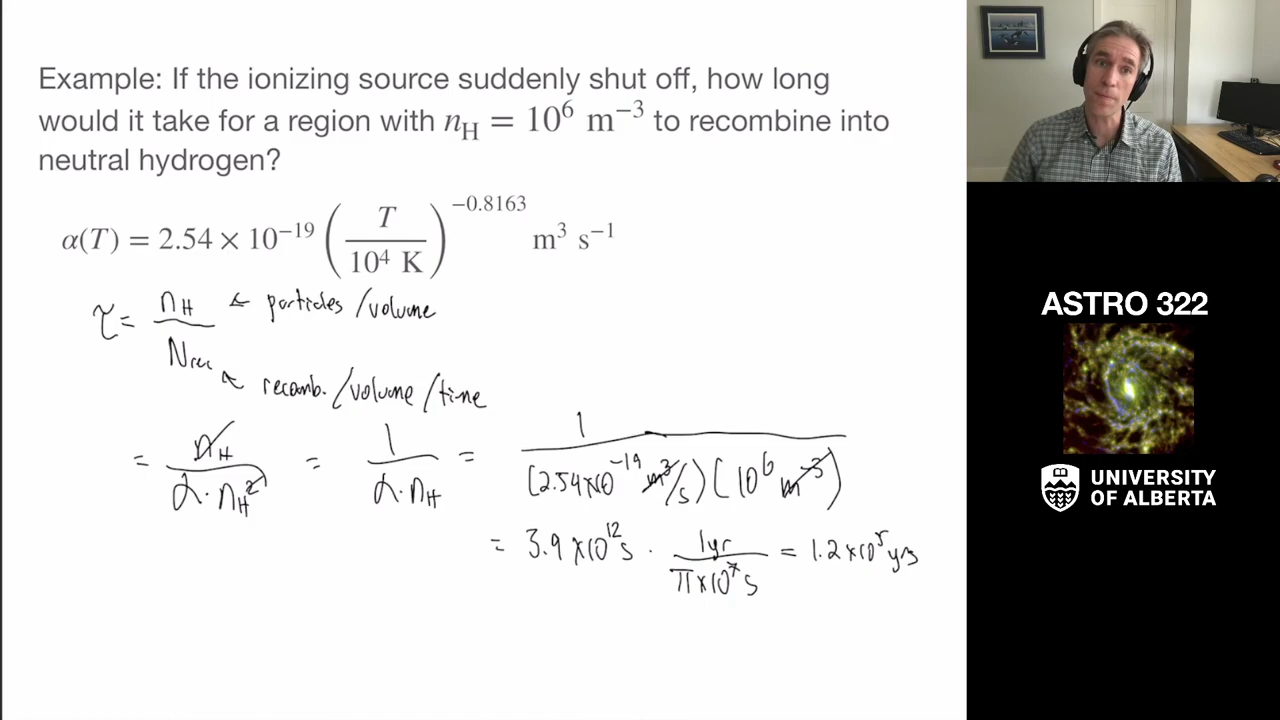 Example: If the ionizing source suddenly shut off, how long
would it take for a region with n_H = 10^6 m^−3 to recombine into
neutral hydrogen?
α(T) = 2.54 × 10^−19 (T / 10^4 K)^−0.8163 m^3 s^−1
τ = n_H / N_rec
← particles /volume
↖ recomb. /volume /time
= n_H / α · n_H^2 = 1 / α · n_H = 1 / (2.54×10^−19 m^3/s)(10^6 m^−3)
= 3.9 ×10^12 s · 1yr / π×10^7 s = 1.2 ×10^5 yrs
ASTRO 322
UNIVERSITY
OF ALBERTA